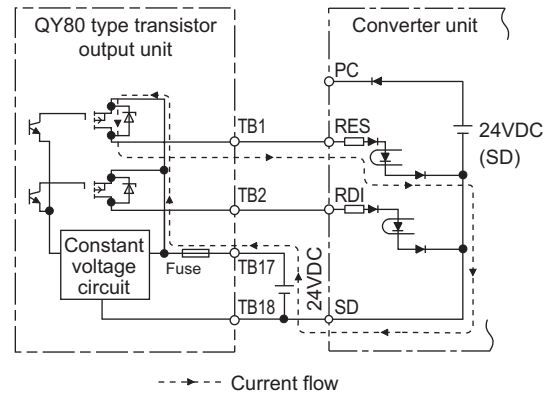 QY80 type transistor
output unit
Converter unit
PC
24VDC
(SD)
TB1
RES
TB2
RDI
Constant
voltage
circuit
Fuse
TB17
24VDC
TB18
SD
Current flow